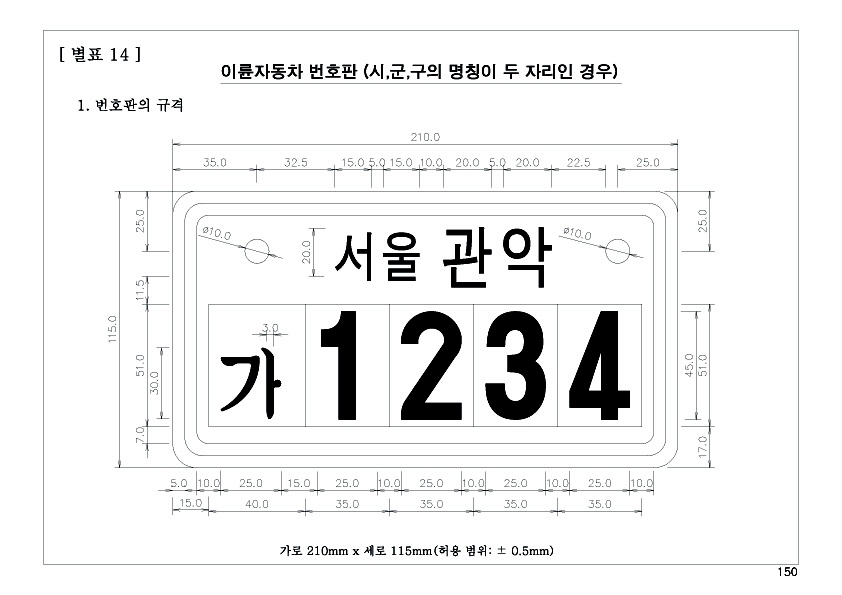 [ 별표 14 ]
이륜자동차 번호판 (시,군,구의 명칭이 두 자리인 경우)
1. 번호판의 규격
210.0
35.0 32.5 15.0 5.0 15.0 10.0 20.0 5.0 20.0 22.5 25.0
25.0 ø10.0 20.0 서울 관악 ø10.0 25.0
11.5
115.0
51.0 30.0 3.0 가 1234 45.0 51.0
7.0 17.0
5.0 10.0 25.0 15.0 25.0 10.0 25.0 10.0 25.0 10.0 25.0 10.0
15.0 40.0 35.0 35.0 35.0 35.0
가로 210mm x 세로 115mm(허용 범위: ± 0.5mm)
150